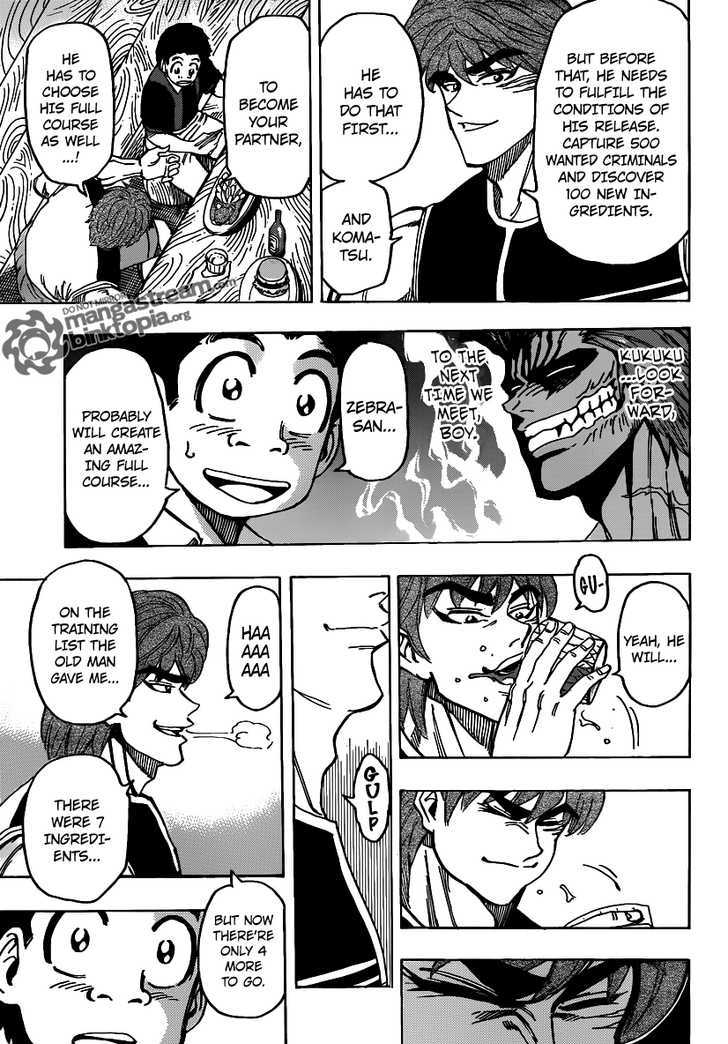 BUT BEFORE
THAT, HE NEEDS
TO FULFILL THE
CONDITIONS OF
HIS RELEASE.
CAPTURE 500
WANTED CRIMINALS
AND DISCOVER
100 NEW IN-
GREDIENTS.
HE
HAS TO
DO THAT
FIRST...
AND
KOMA-
TSU.
TO
BECOME
YOUR
PARTNER,
HE
HAS TO
CHOOSE
HIS FULL
COURSE
AS WELL
...!
DO NOT MIRROR
mangastream.com
binktopia.org
KUKUKU
...LOOK
FOR-
WARD,
TO THE
NEXT
TIME WE
MEET,
BOY.
ZEBRA-
SAN...
PROBABLY
WILL CREATE
AN AMAZ-
ING FULL
COURSE...
YEAH, HE
WILL...
GU-
GULP
HAA
AAA
AAA
ON THE
TRAINING
LIST THE
OLD MAN
GAVE ME...
THERE
WERE 7
INGREDI-
ENTS...
BUT NOW
THERE'RE
ONLY 4
MORE
TO GO.